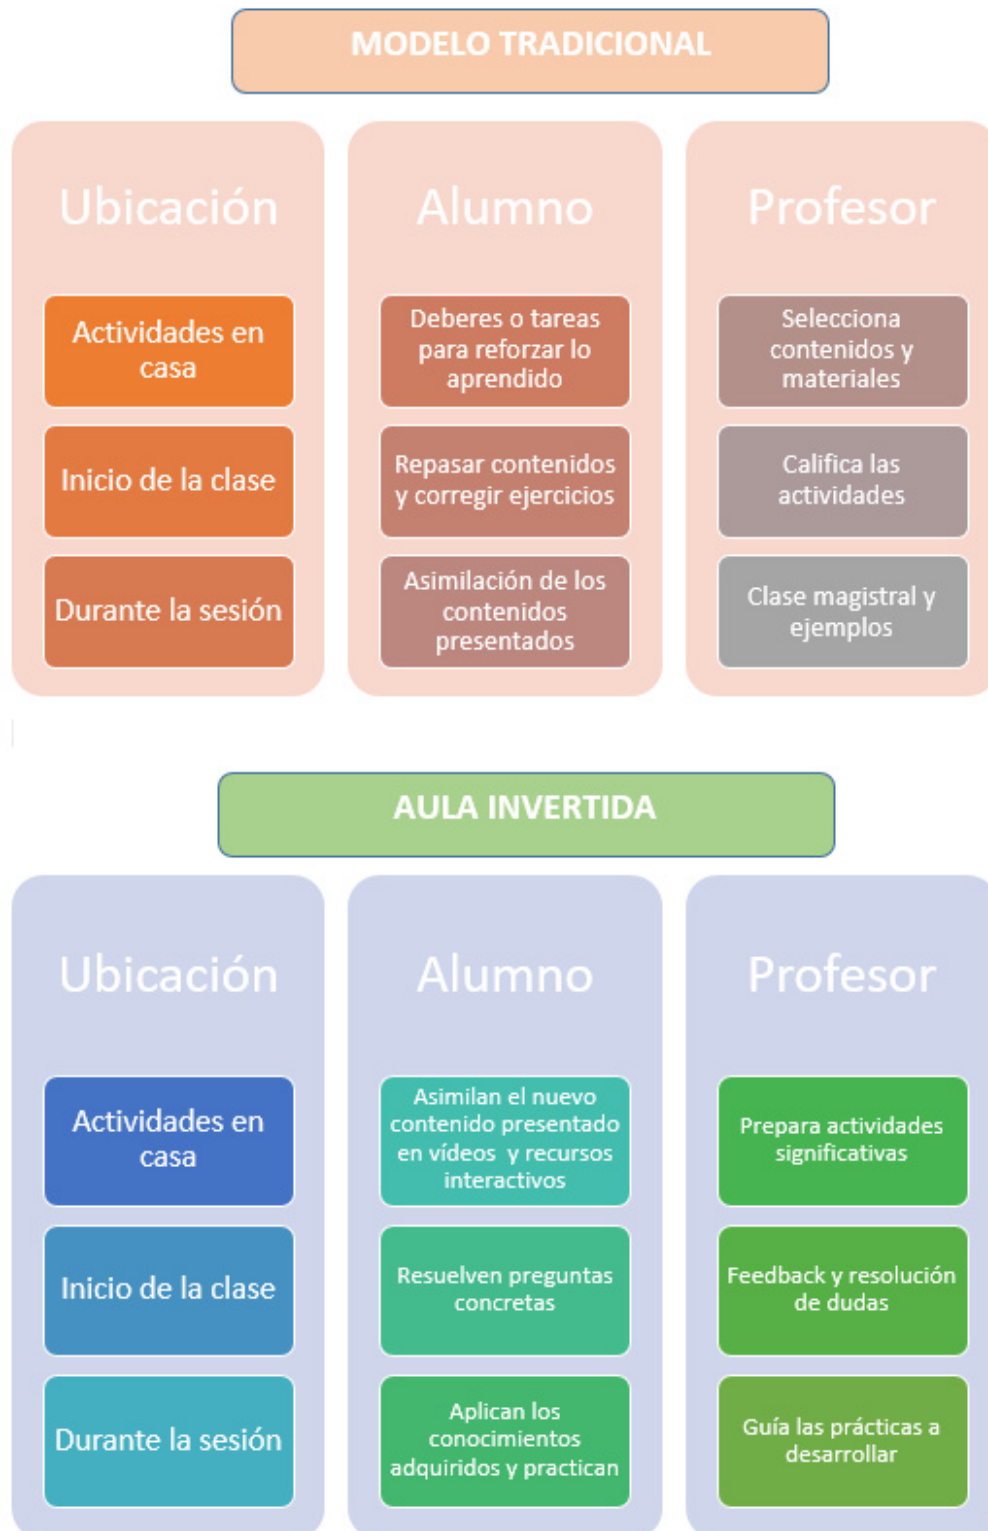 MODELO TRADICIONAL
Ubicación
Alumno
Profesor
Actividades en
casa
Deberes o tareas
para reforzar lo
aprendido
Selecciona
contenidos y
materiales
Inicio de la clase
Repasar contenidos
y corregir ejercicios
Califica las
actividades
Durante la sesión
Asimilación de los
contenidos
presentados
Clase magistral y
ejemplos
AULA INVERTIDA
Ubicación
Alumno
Profesor
Actividades en
casa
Asimilan el nuevo
contenido presentado
en vídeos y recursos
interactivos
Prepara actividades
significativas
Inicio de la clase
Resuelven preguntas
concretas
Feedback y resolución
de dudas
Durante la sesión
Aplican los
conocimientos
adquiridos y practican
Guía las prácticas a
desarrollar